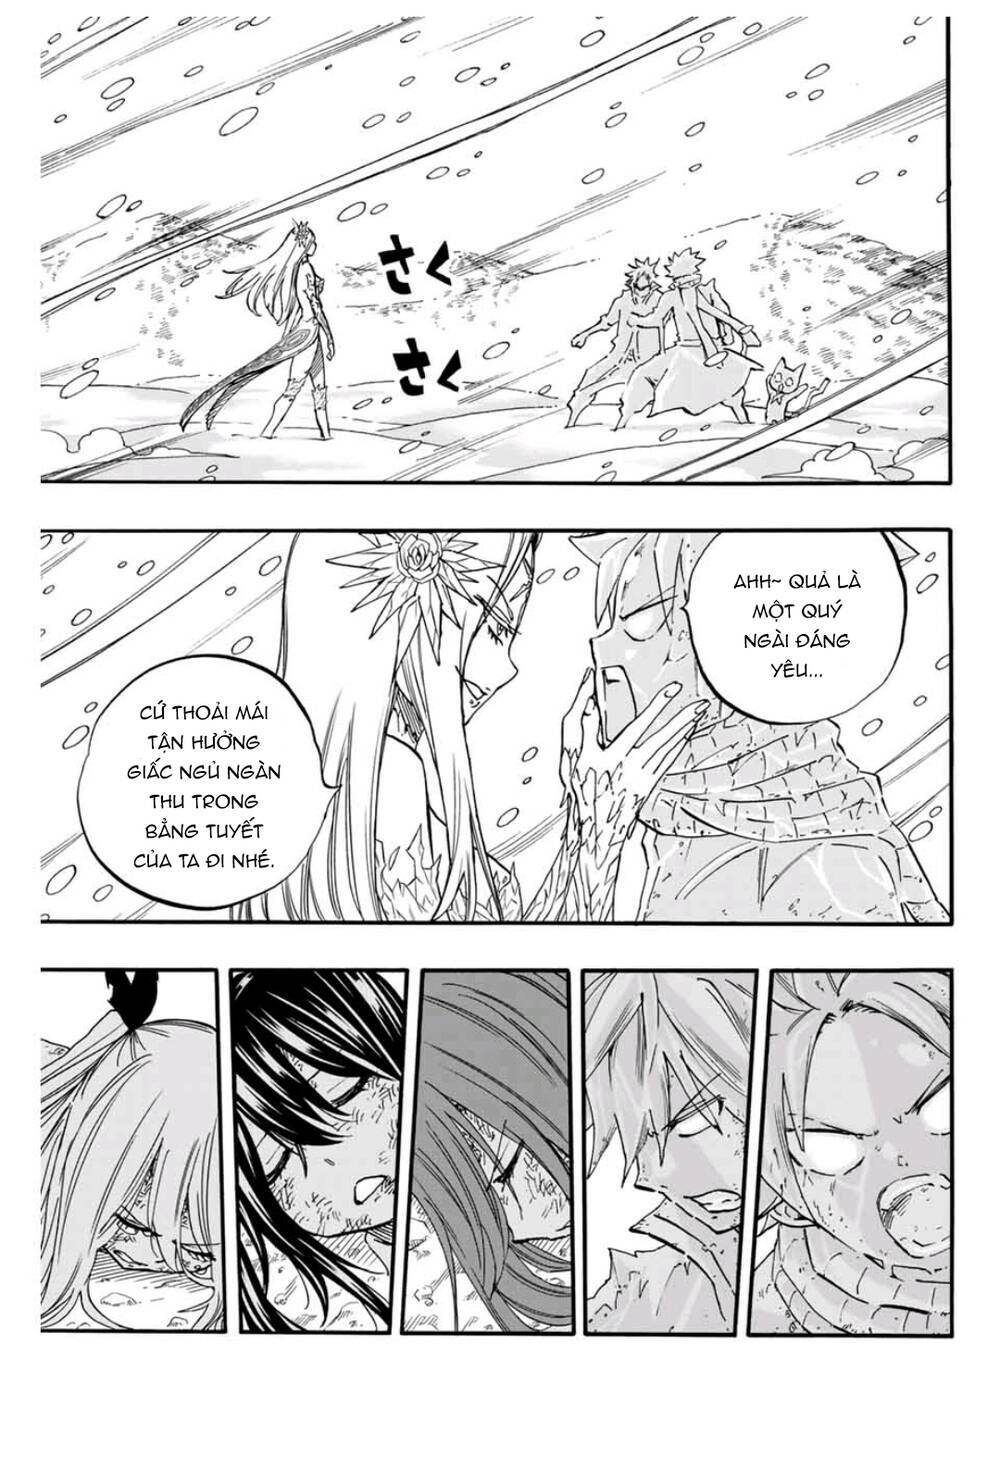 さく
さく
AHH~ QUẢ LÀ
MỘT QUÝ
NGÀI ĐÁNG
YÊU...
CỨ THOẢI MÁI
TẬN HƯỞNG
GIẤC NGỦ NGÀN
THU TRONG
BẰNG TUYẾT
CỦA TA ĐI NHÉ.